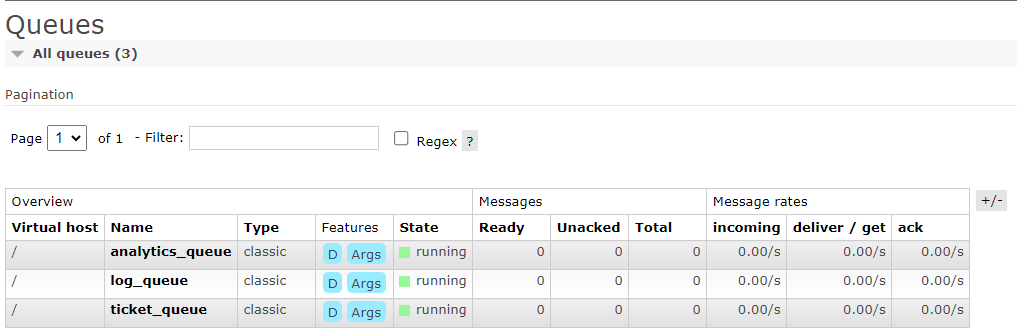 Queues
All queues (3)
Pagination
Page 1 of 1 - Filter: Regex ?
Overview Messages Message rates +/-
Virtual host Name Type Features State Ready Unacked Total incoming deliver / get ack
/ analytics_queue classic D Args running 0 0 0 0.00/s 0.00/s 0.00/s
/ log_queue classic D Args running 0 0 0 0.00/s 0.00/s 0.00/s
/ ticket_queue classic D Args running 0 0 0 0.00/s 0.00/s 0.00/s